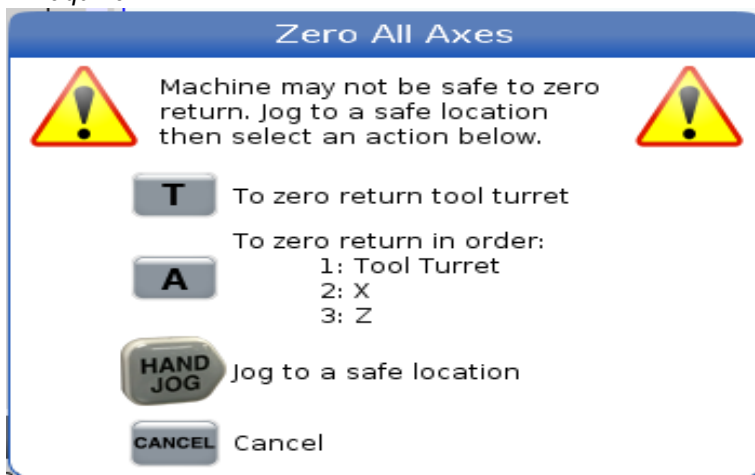 Zero All Axes
Machine may not be safe to zero
return. Jog to a safe location
then select an action below.
T To zero return tool turret
To zero return in order:
A 1: Tool Turret
2: X
3: Z
HAND
JOG Jog to a safe location
CANCEL Cancel